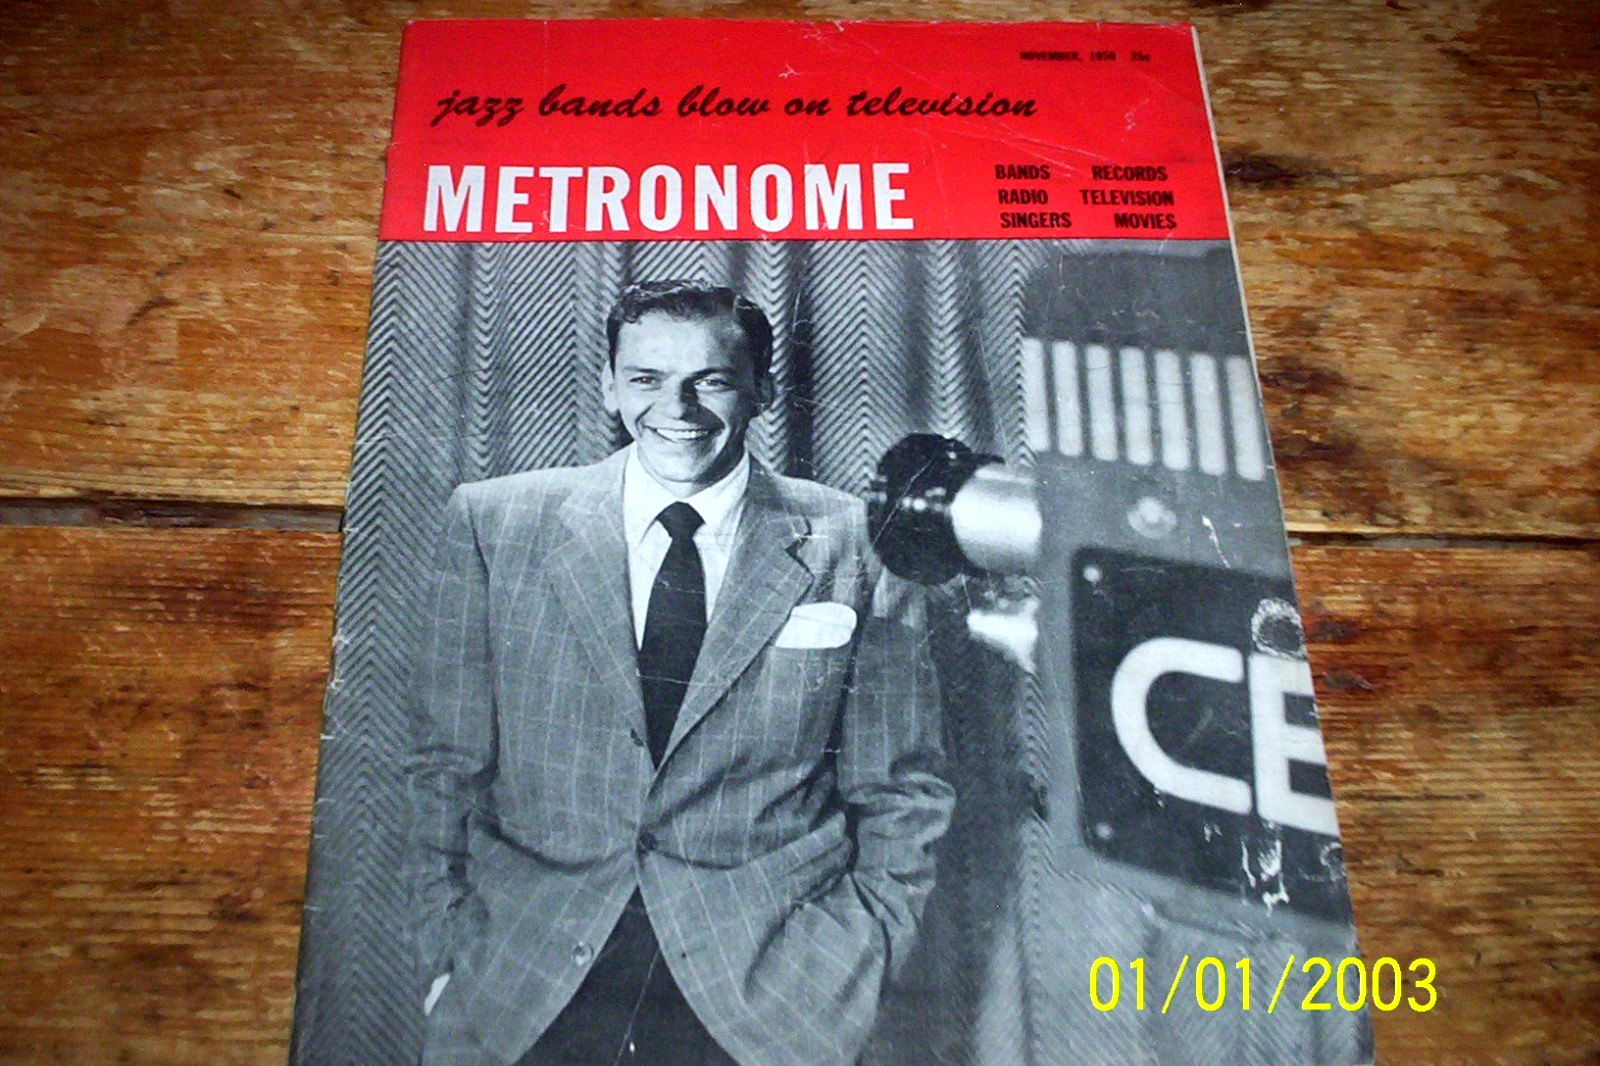 NOVEMBER, 1950 25c
jazz bands blow on television
METRONOME
BANDS RECORDS
RADIO TELEVISION
SINGERS MOVIES
CB
01/01/2003